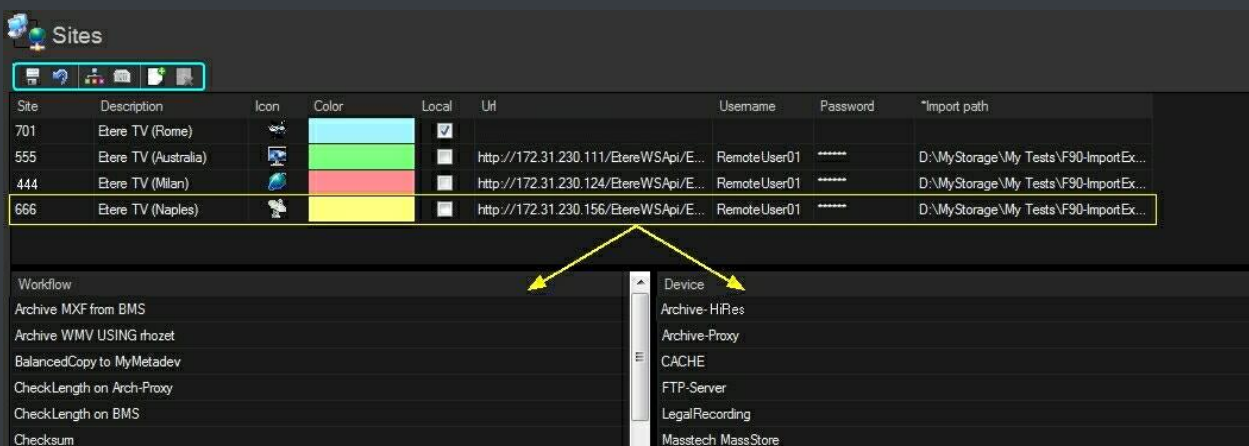 Sites
Site Description Icon Color Local Url Username Password *Import path
701 Etere TV (Rome)
555 Etere TV (Australia) http://172.31.230.111/EtereWSApi/E... RemoteUser01 ****** D:\MyStorage\My Tests\F90-ImportEx...
444 Etere TV (Milan) http://172.31.230.124/EtereWSApi/E... RemoteUser01 ****** D:\MyStorage\My Tests\F90-ImportEx...
666 Etere TV (Naples) http://172.31.230.156/EtereWSApi/E... RemoteUser01 ****** D:\MyStorage\My Tests\F90-ImportEx...
Workflow Device
Archive MXF from BMS Archive-HiRes
Archive WMV USING rhozet Archive-Proxy
BalancedCopy to MyMetadev CACHE
CheckLength on Arch-Proxy FTP-Server
CheckLength on BMS LegalRecording
Checksum Masstech MassStore